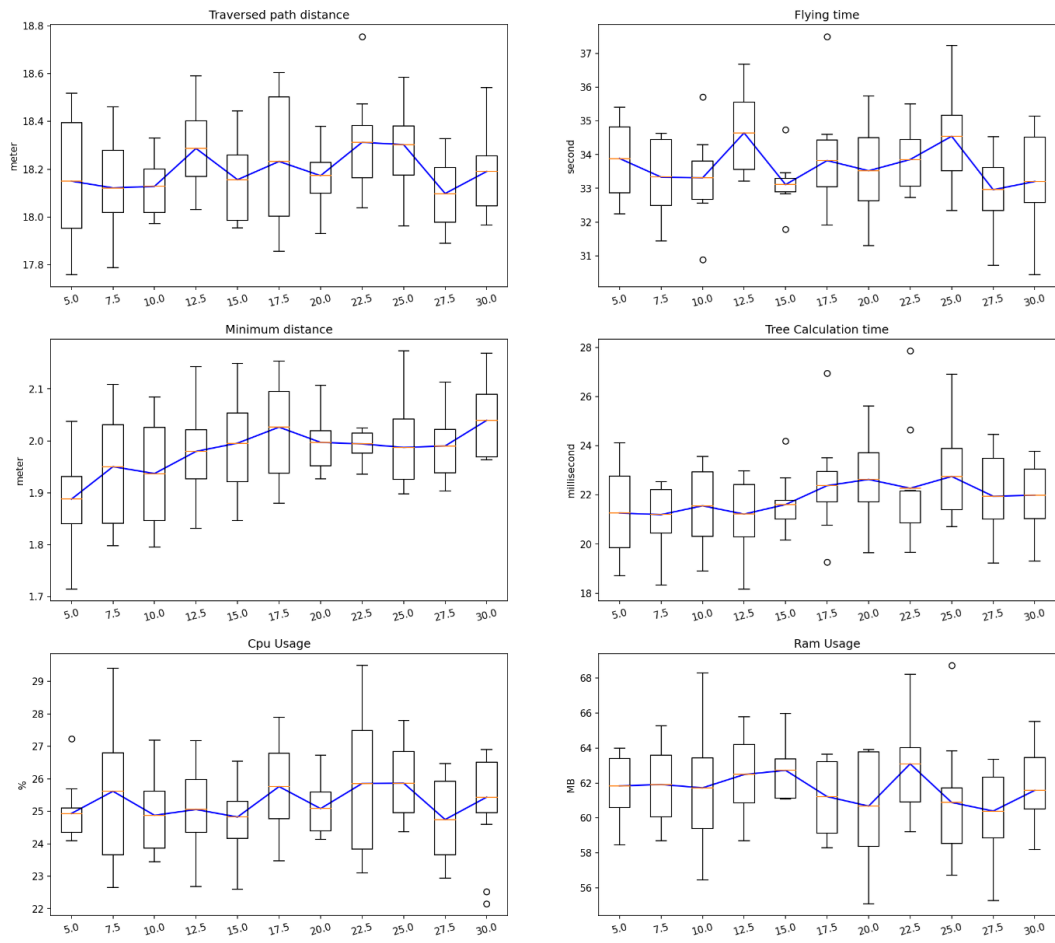 Traversed path distance
18.8
18.6
18.4
18.2
18.0
17.8
meter
5.0 7.5 10.0 12.5 15.0 17.5 20.0 22.5 25.0 27.5 30.0
Flying time
37
36
35
34
33
32
31
second
5.0 7.5 10.0 12.5 15.0 17.5 20.0 22.5 25.0 27.5 30.0
Minimum distance
2.1
2.0
1.9
1.8
1.7
meter
5.0 7.5 10.0 12.5 15.0 17.5 20.0 22.5 25.0 27.5 30.0
Tree Calculation time
28
26
24
22
20
18
millisecond
5.0 7.5 10.0 12.5 15.0 17.5 20.0 22.5 25.0 27.5 30.0
Cpu Usage
29
28
27
26
25
24
23
22
%
5.0 7.5 10.0 12.5 15.0 17.5 20.0 22.5 25.0 27.5 30.0
Ram Usage
68
66
64
62
60
58
56
MB
5.0 7.5 10.0 12.5 15.0 17.5 20.0 22.5 25.0 27.5 30.0